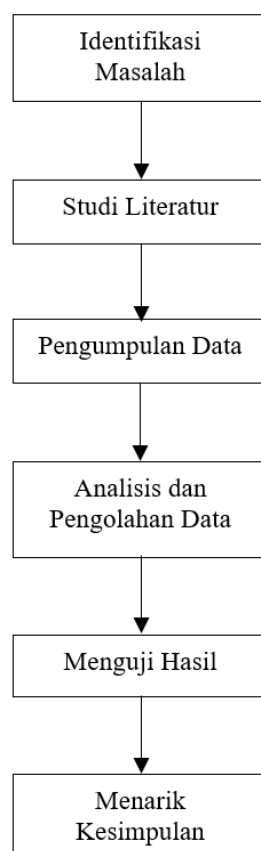 Identifikasi
Masalah
Studi Literatur
Pengumpulan Data
Analisis dan
Pengolahan Data
Menguji Hasil
Menarik
Kesimpulan